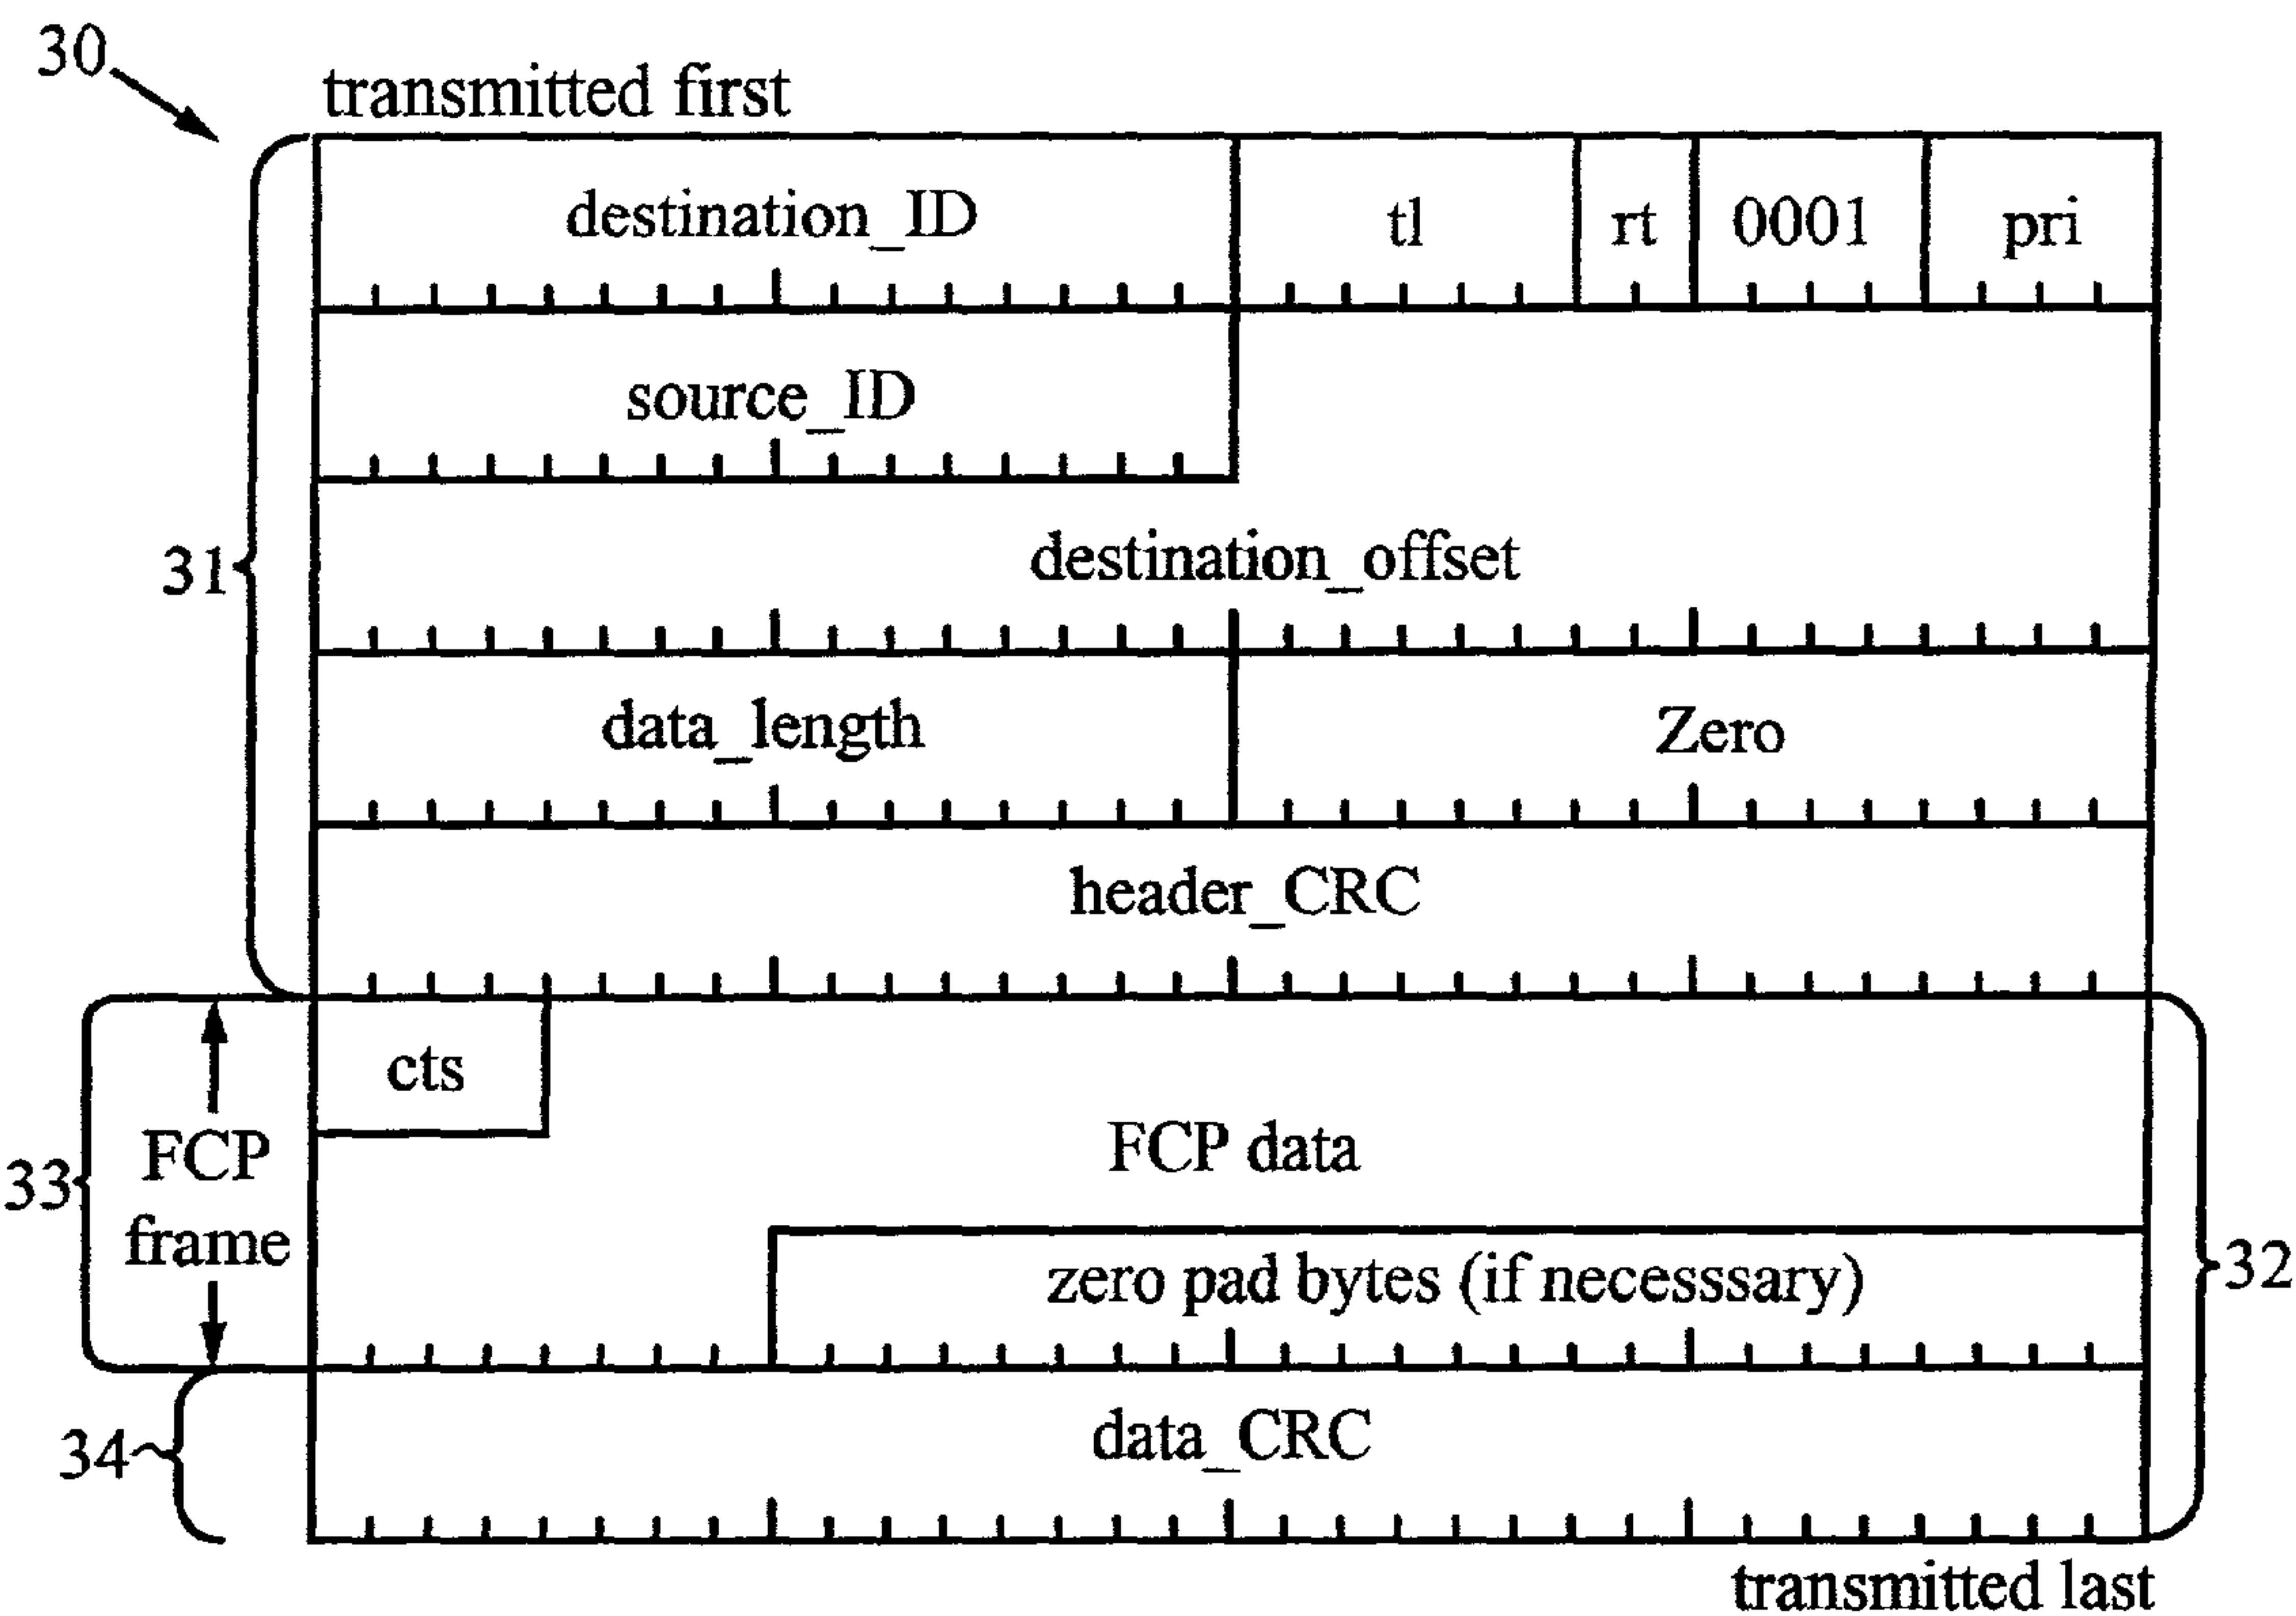 30
transmitted first
destination_ID tl rt 0001 pri
source_ID
destination_offset
31
data_length Zero
header_CRC
cts
FCP data
33
FCP
frame
zero pad bytes (if necesssary)
32
data_CRC
34
transmitted last